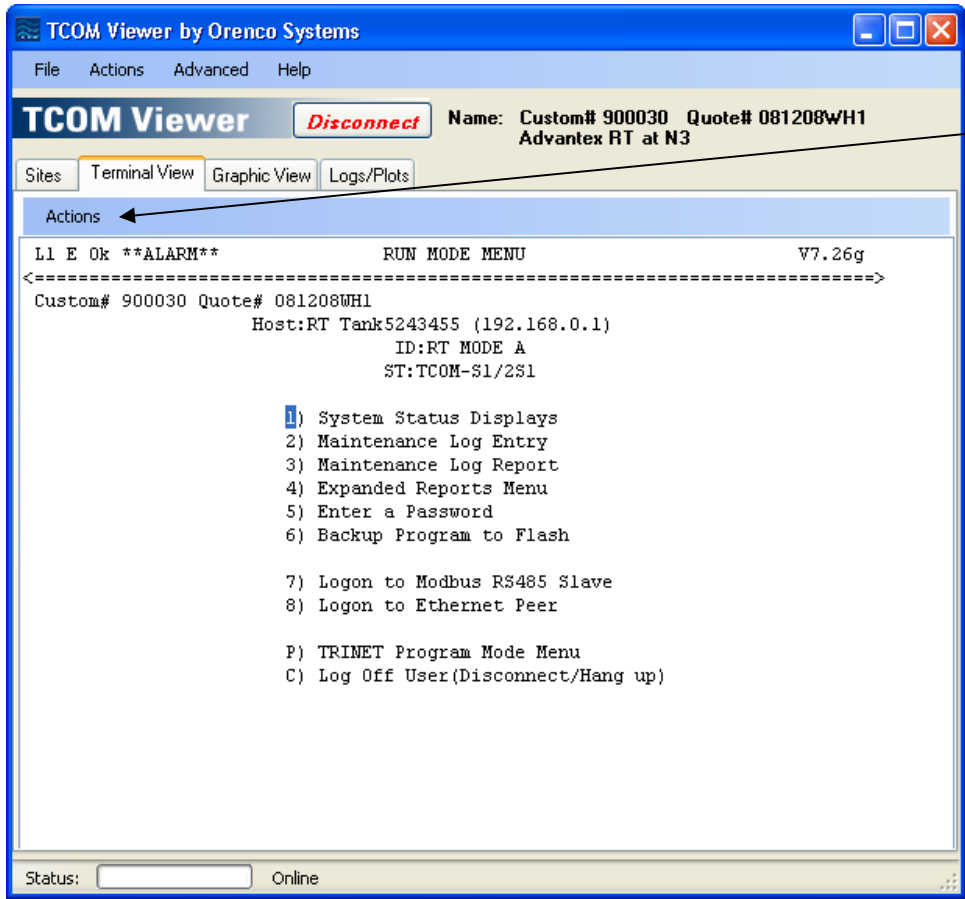 TCOM Viewer by Orenco Systems
File Actions Advanced Help
TCOM Viewer Disconnect Name: Custom# 900030 Quote# 081208WH1
Advantex RT at N3
Sites Terminal View Graphic View Logs/Plots
Actions
L1 E Ok **ALARM** RUN MODE MENU V7.26g
<==============================================================================>
Custom# 900030 Quote# 081208WH1
Host:RT Tank5243455 (192.168.0.1)
ID:RT MODE A
ST:TCOM-S1/2S1
1) System Status Displays
2) Maintenance Log Entry
3) Maintenance Log Report
4) Expanded Reports Menu
5) Enter a Password
6) Backup Program to Flash
7) Logon to Modbus RS485 Slave
8) Logon to Ethernet Peer
P) TRINET Program Mode Menu
C) Log Off User(Disconnect/Hang up)
Status: Online